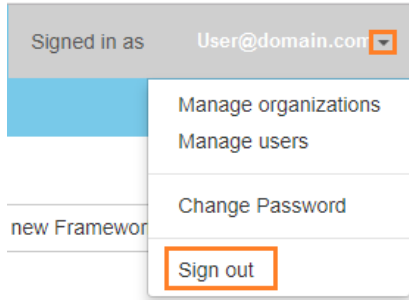 Signed in as User@domain.com
Manage organizations
Manage users
Change Password
new Framewor
Sign out